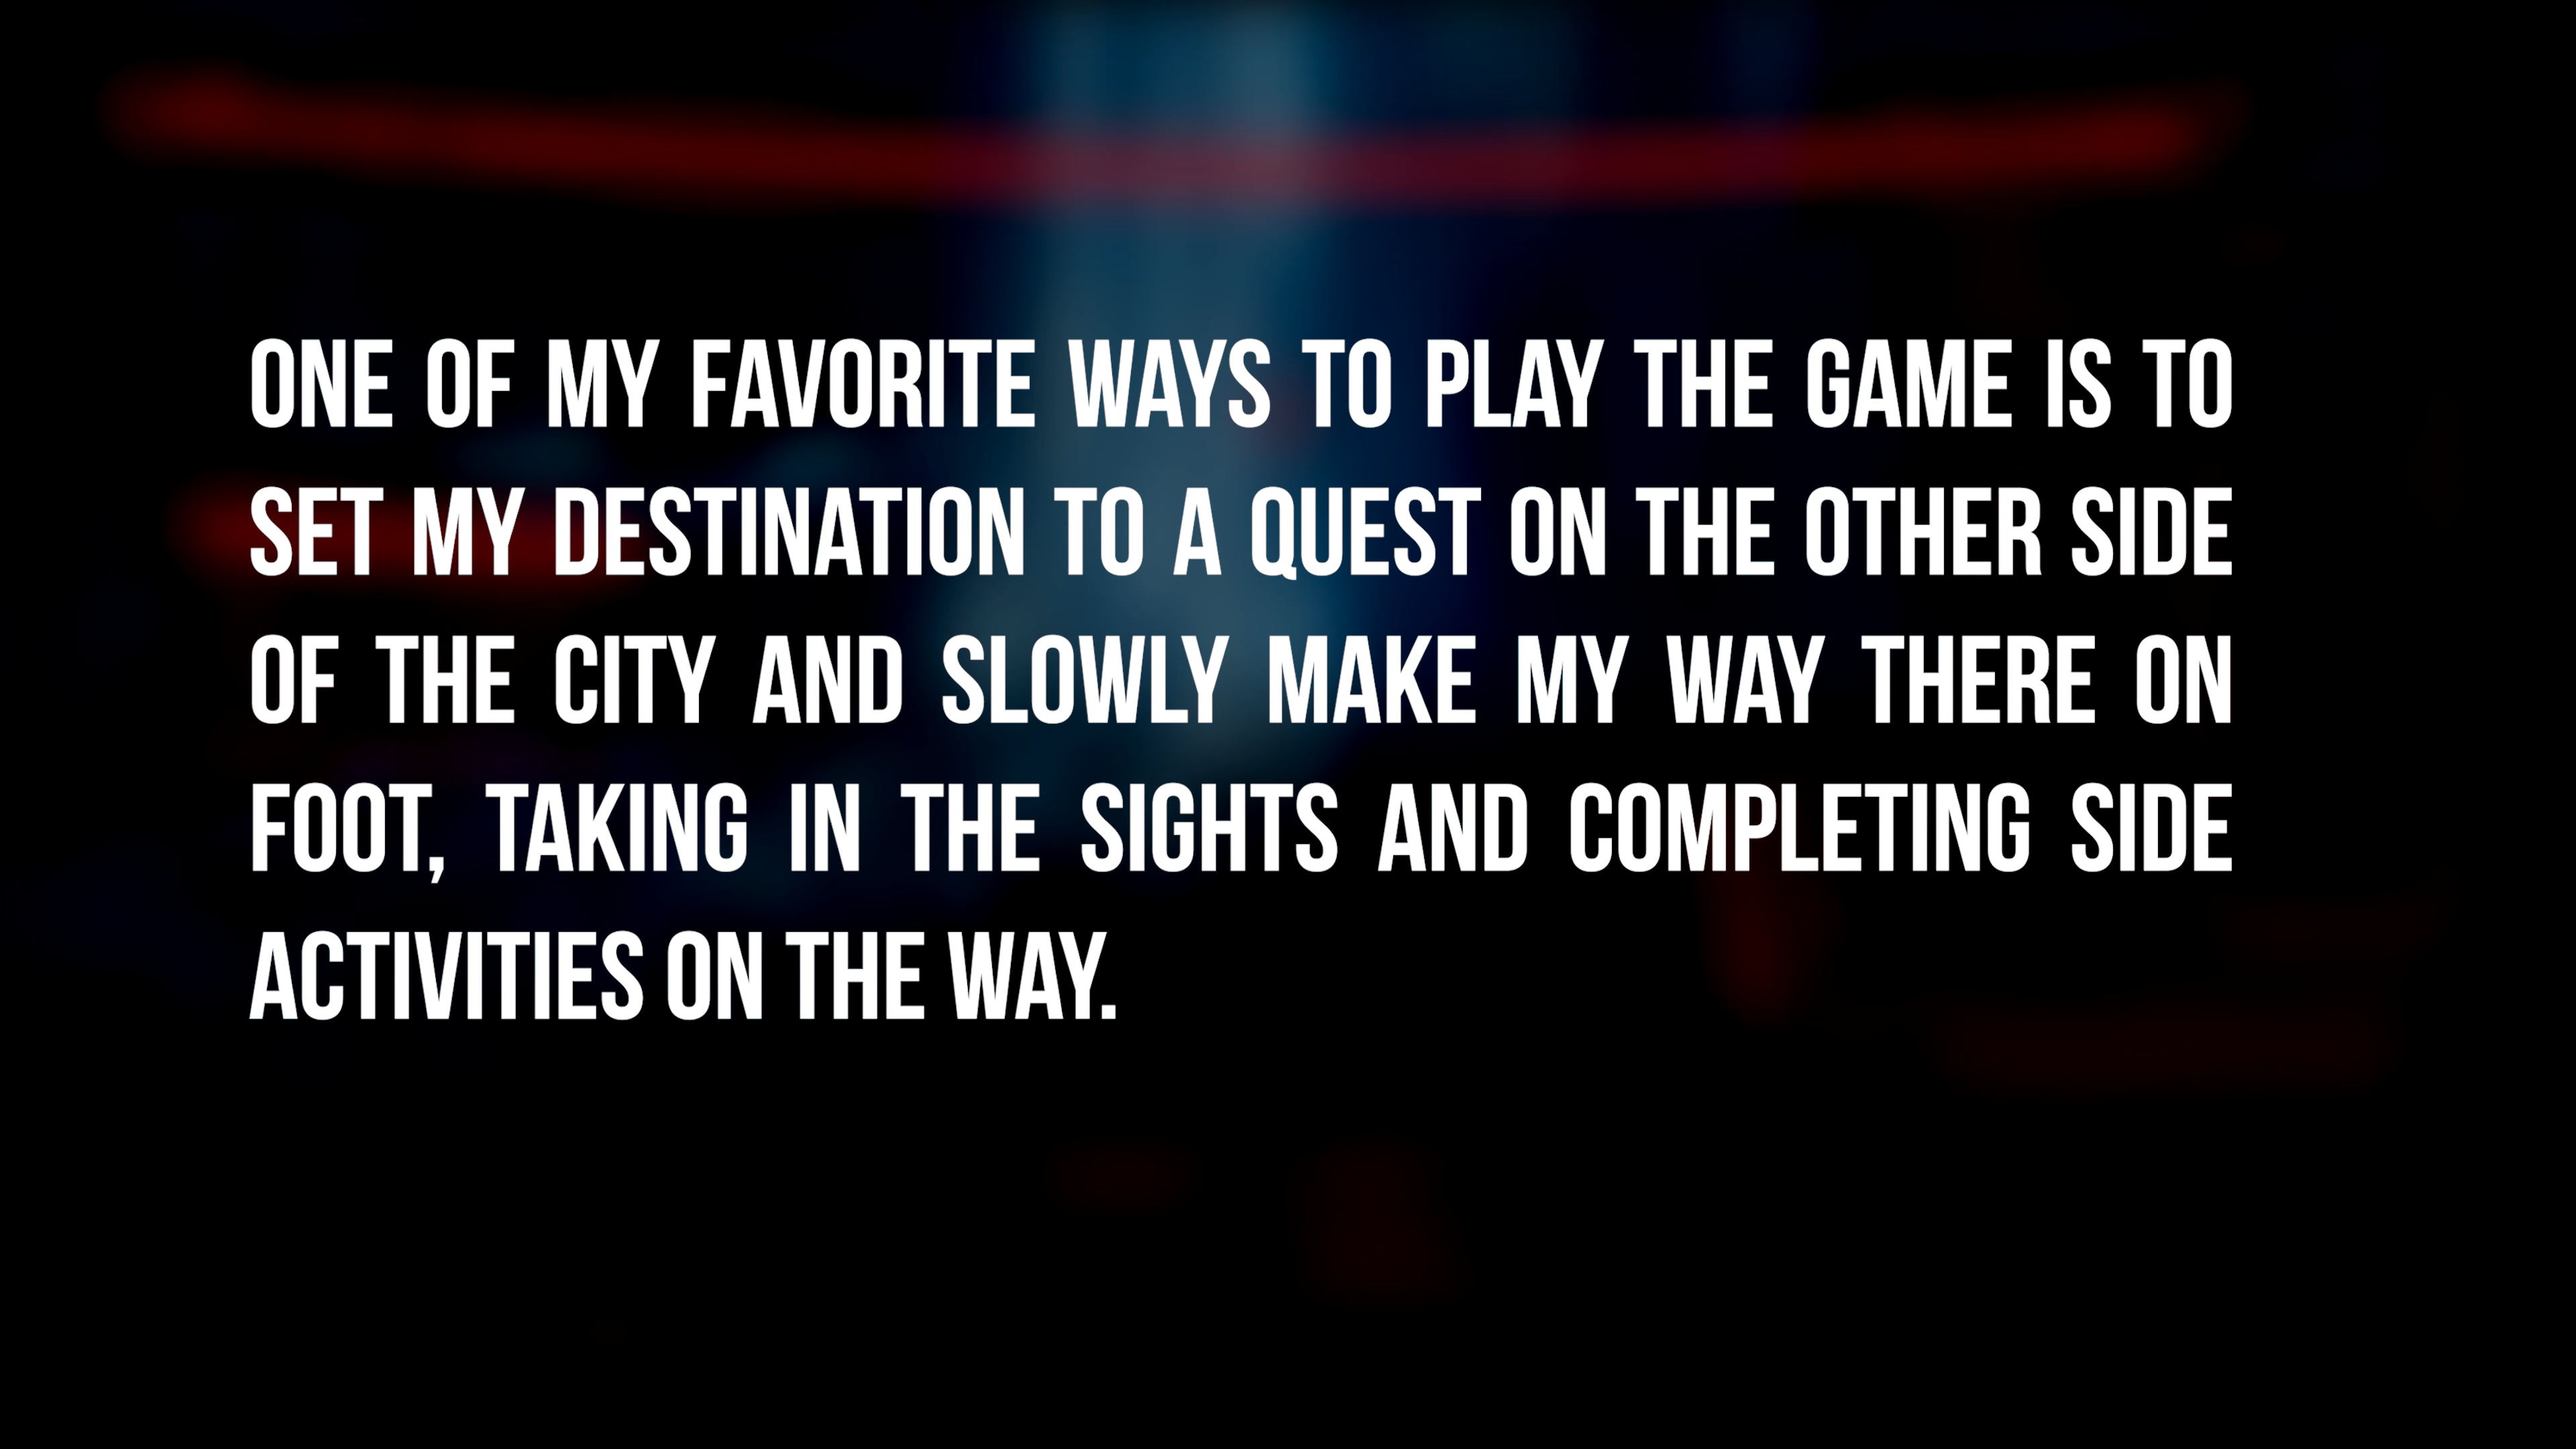 ONE OF MY FAVORITE WAYS TO PLAY THE GAME IS TO
SET MY DESTINATION TO A QUEST ON THE OTHER SIDE
OF THE CITY AND SLOWLY MAKE MY WAY THERE ON
FOOT, TAKING IN THE SIGHTS AND COMPLETING SIDE
ACTIVITIES ON THE WAY.